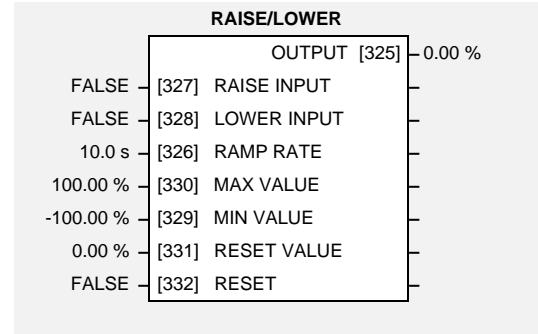 RAISE/LOWER
OUTPUT [325] 0.00 %
FALSE [327] RAISE INPUT
FALSE [328] LOWER INPUT
10.0 s [326] RAMP RATE
100.00 % [330] MAX VALUE
-100.00 % [329] MIN VALUE
0.00 % [331] RESET VALUE
FALSE [332] RESET